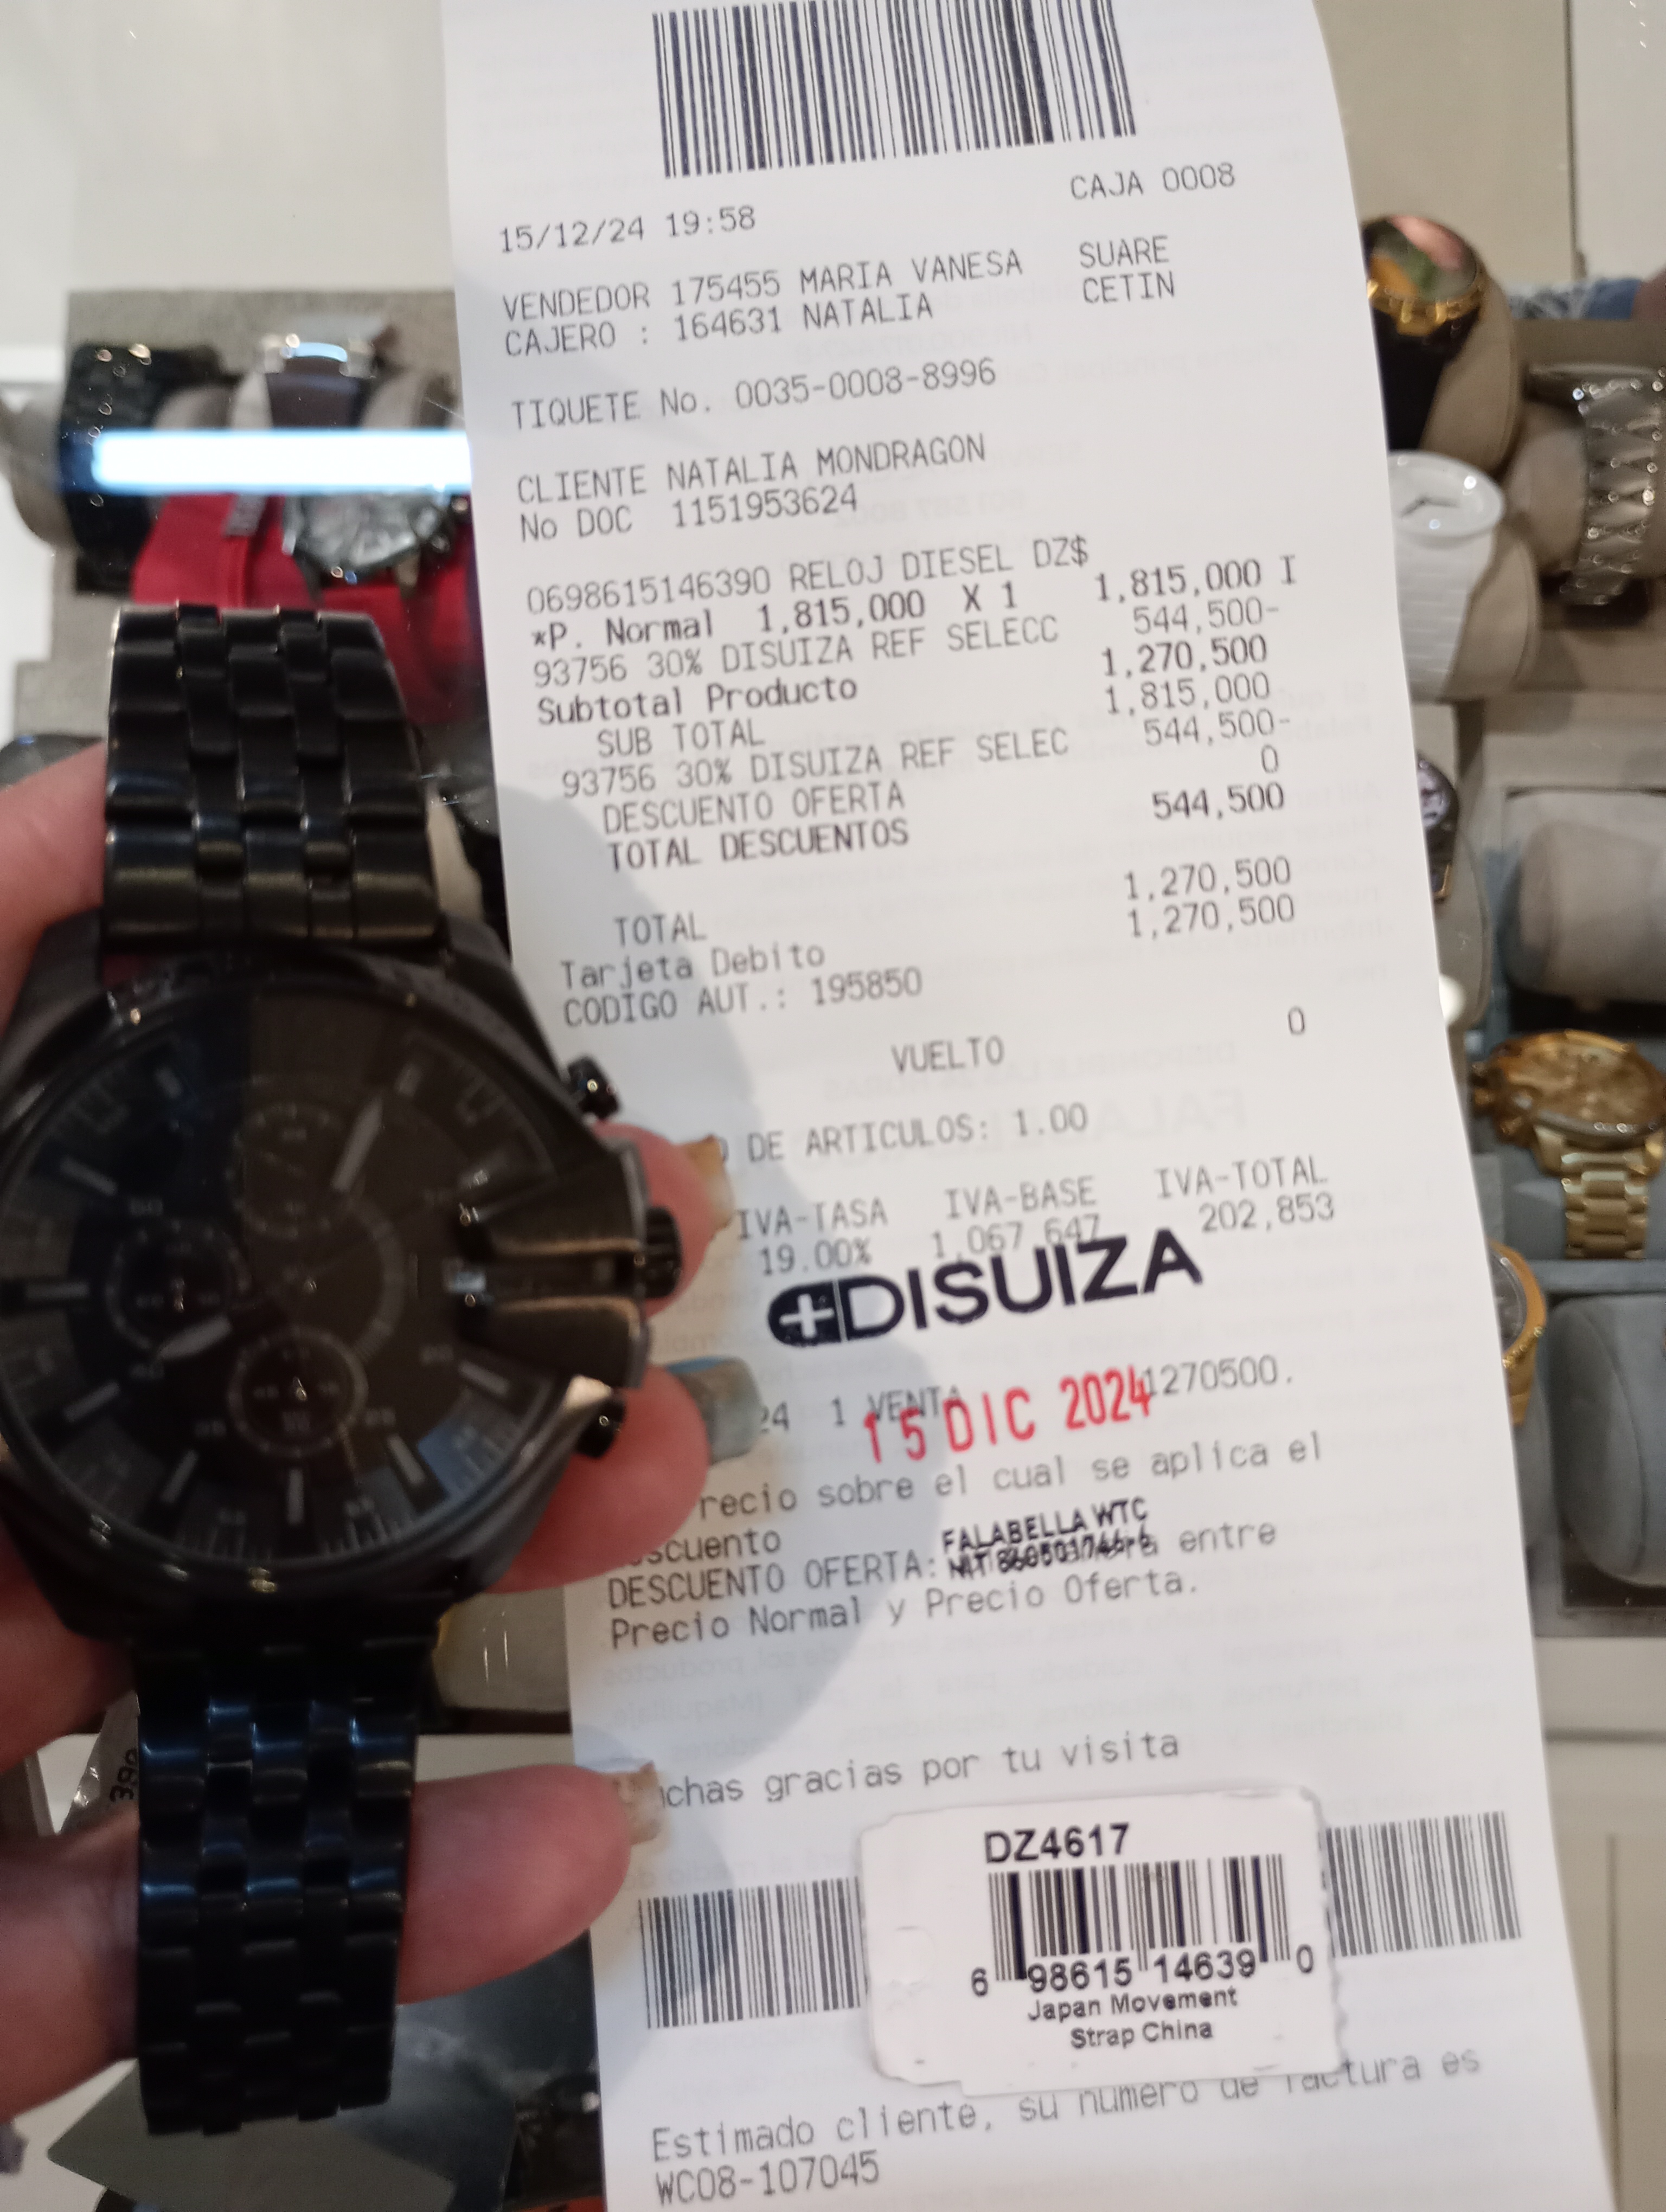 CAJA 0008
15/12/24 19:58
VENDEDOR 175455 MARIA VANESA SUARE
CAJERO : 164631 NATALIA CETIN
TIQUETE No. 0035-0008-8996
CLIENTE NATALIA MONDRAGON
No DOC 1151953624
0698615146390 RELOJ DIESEL DZ$
*P. Normal 1,815,000 X 1 1,815,000 I
93756 30% DISUIZA REF SELECC 544,500-
Subtotal Producto 1,270,500
SUB TOTAL 1,815,000
93756 30% DISUIZA REF SELEC 544,500-
DESCUENTO OFERTA 0
TOTAL DESCUENTOS 544,500
TOTAL 1,270,500
Tarjeta Debito 1,270,500
CODIGO AUT.: 195850
VUELTO 0
DE ARTICULOS: 1.00
IVA-TASA IVA-BASE IVA-TOTAL
19.00% 1,067,647 202,853
DISUIZA
24 1 VENTA 1270500.
15 DIC 2024
recio sobre el cual se aplica el
scuento
FALABELLA WTC
NIT 860501746-6
DESCUENTO OFERTA: entre
Precio Normal y Precio Oferta.
chas gracias por tu visita
DZ4617
6 98615 14639 0
Japan Movement
Strap China
Estimado cliente, su numero de factura es
WC08-107045